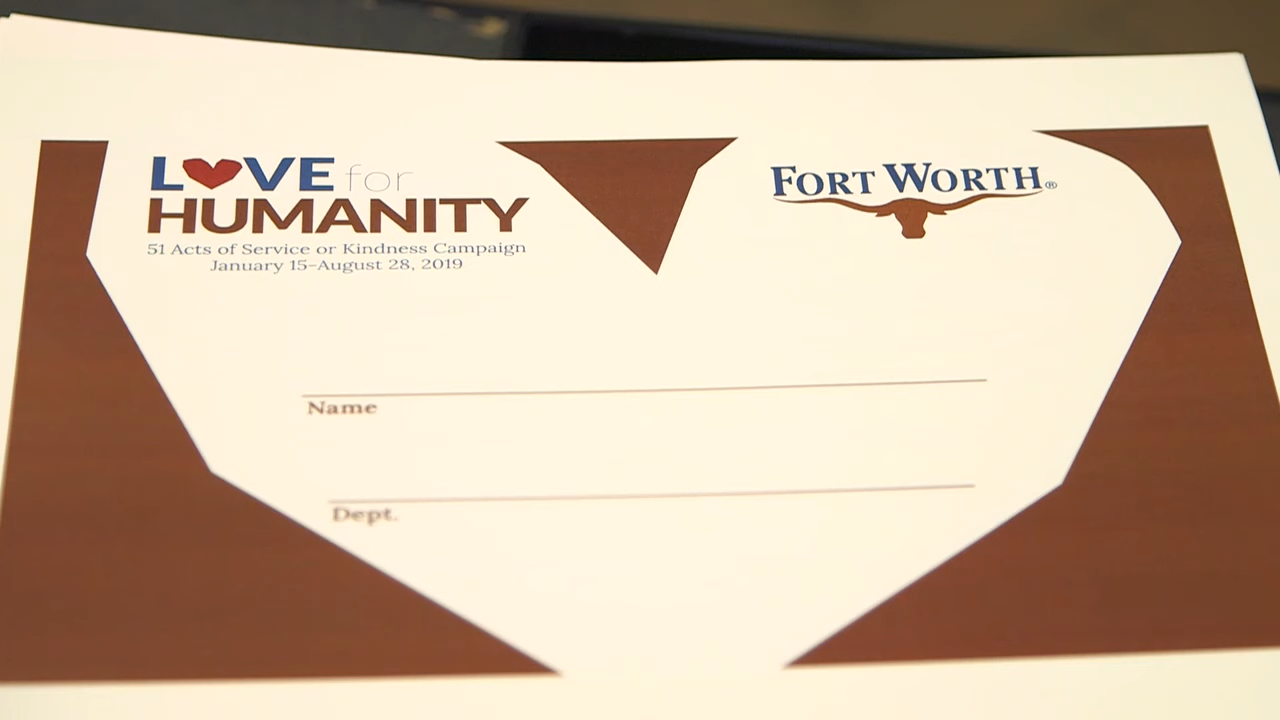 LOVE for
HUMANITY
51 Acts of Service or Kindness Campaign
January 15–August 28, 2019
FORT WORTH®
Name
Dept.